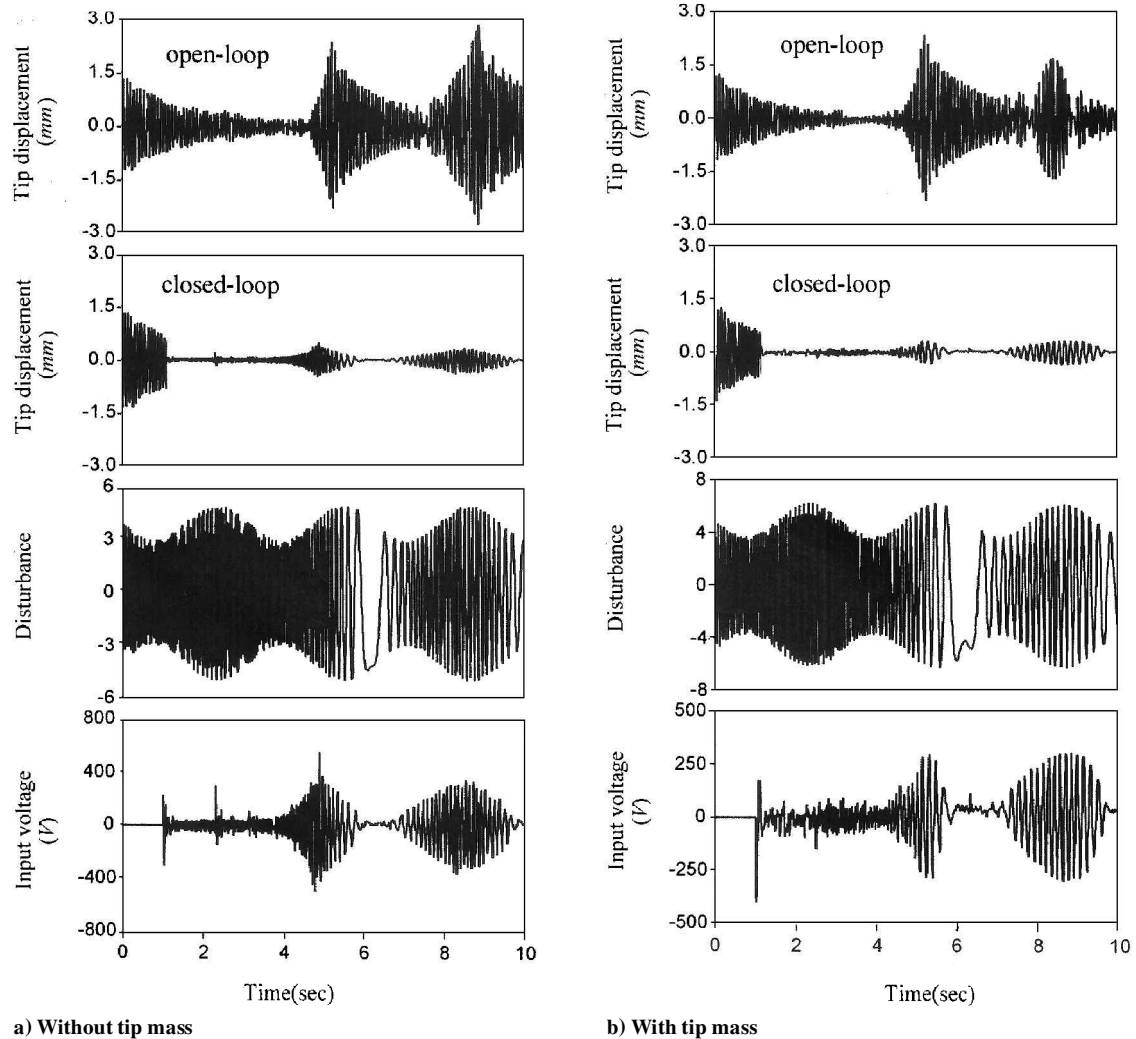 3.0
1.5
0.0
-1.5
-3.0
Tip displacement
(mm)
open-loop
3.0
1.5
0.0
-1.5
-3.0
Tip displacement
(mm)
closed-loop
6
3
0
-3
-6
Disturbance
800
400
0
-400
-800
Input voltage
(V)
0 2 4 6 8 10
Time(sec)
a) Without tip mass
3.0
1.5
0.0
-1.5
-3.0
Tip displacement
(mm)
open-loop
3.0
1.5
0.0
-1.5
-3.0
Tip displacement
(mm)
closed-loop
8
4
0
-4
-8
Disturbance
500
250
0
-250
-500
Input voltage
(V)
0 2 4 6 8 10
Time(sec)
b) With tip mass